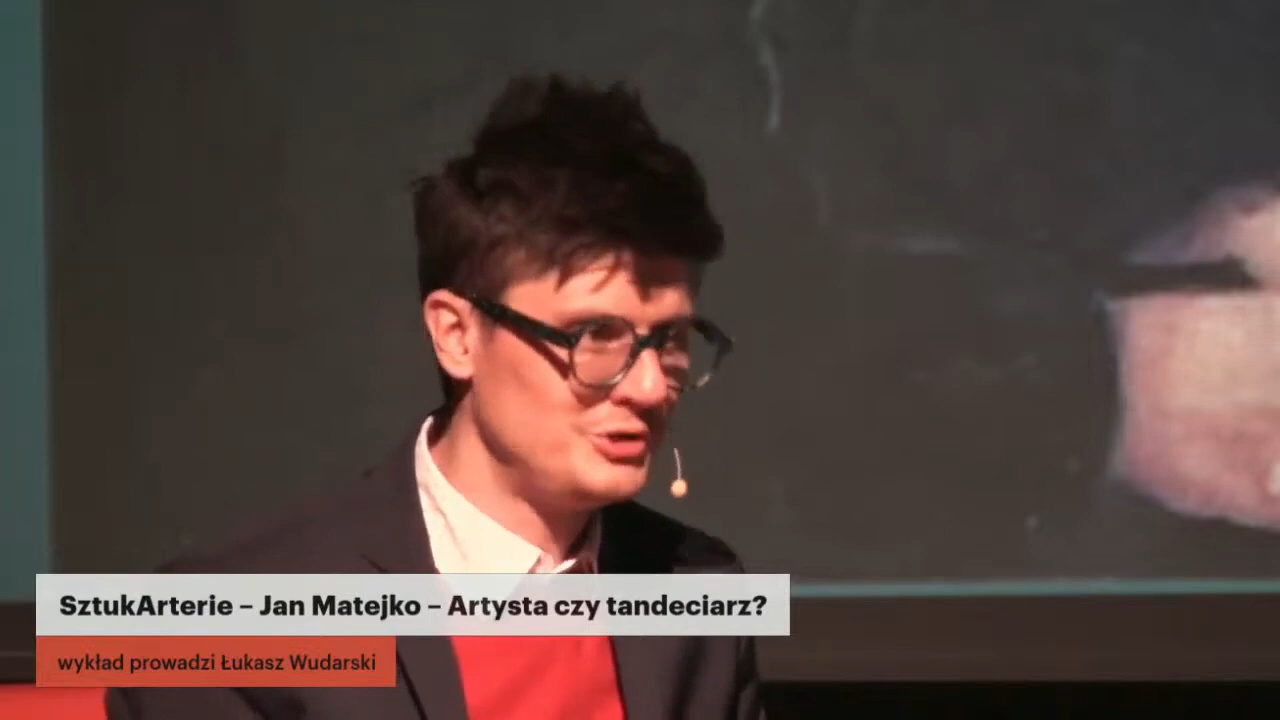 SztukArterie – Jan Matejko – Artysta czy tandeciarz?
wykład prowadzi Łukasz Wudarski